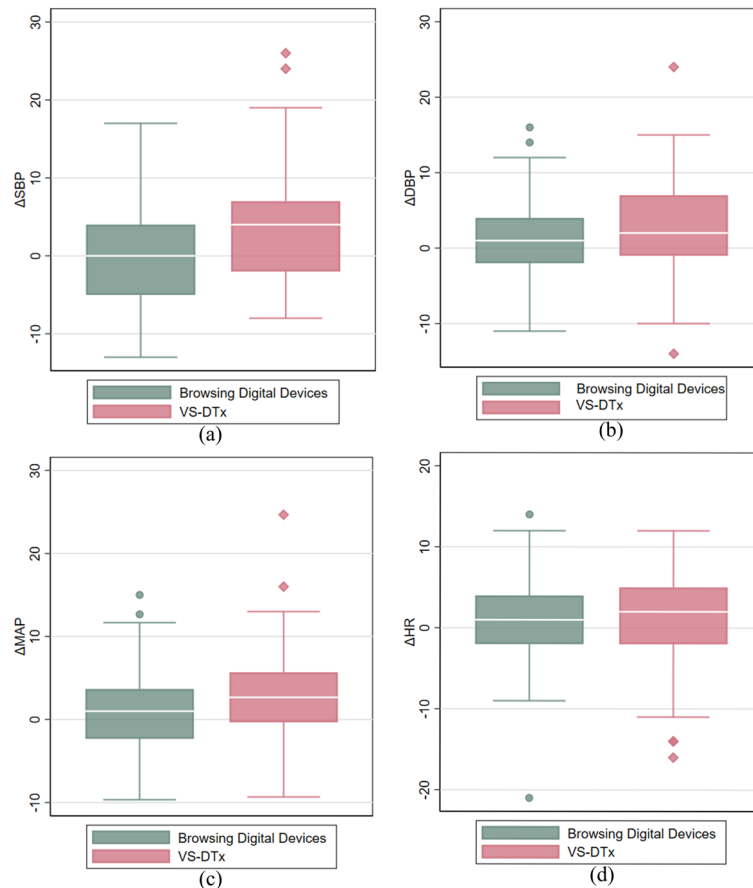 30
20
10
0
-10
ΔSBP
Browsing Digital Devices
VS-DTx
(a)
30
20
10
0
-10
ΔDBP
Browsing Digital Devices
VS-DTx
(b)
30
20
10
0
-10
ΔMAP
Browsing Digital Devices
VS-DTx
(c)
20
10
0
-10
-20
ΔHR
Browsing Digital Devices
VS-DTx
(d)